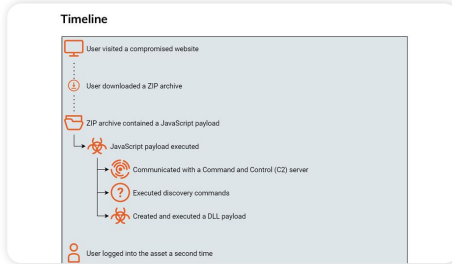 Timeline
User visited a compromised website
User downloaded a ZIP archive
ZIP archive contained a JavaScript payload
JavaScript payload executed
Communicated with a Command and Control (C2) server
? Executed discovery commands
Created and executed a DLL payload
User logged into the asset a second time